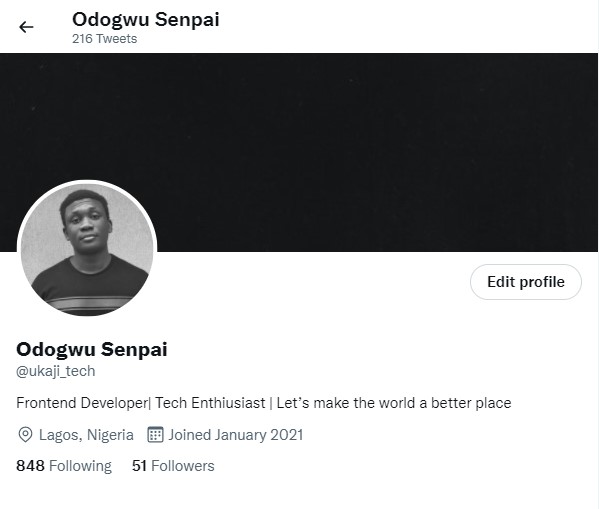 Odogwu Senpai
216 Tweets
Edit profile
Odogwu Senpai
@ukaji_tech
Frontend Developer| Tech Enthiusiast | Let’s make the world a better place
Lagos, Nigeria Joined January 2021
848 Following 51 Followers